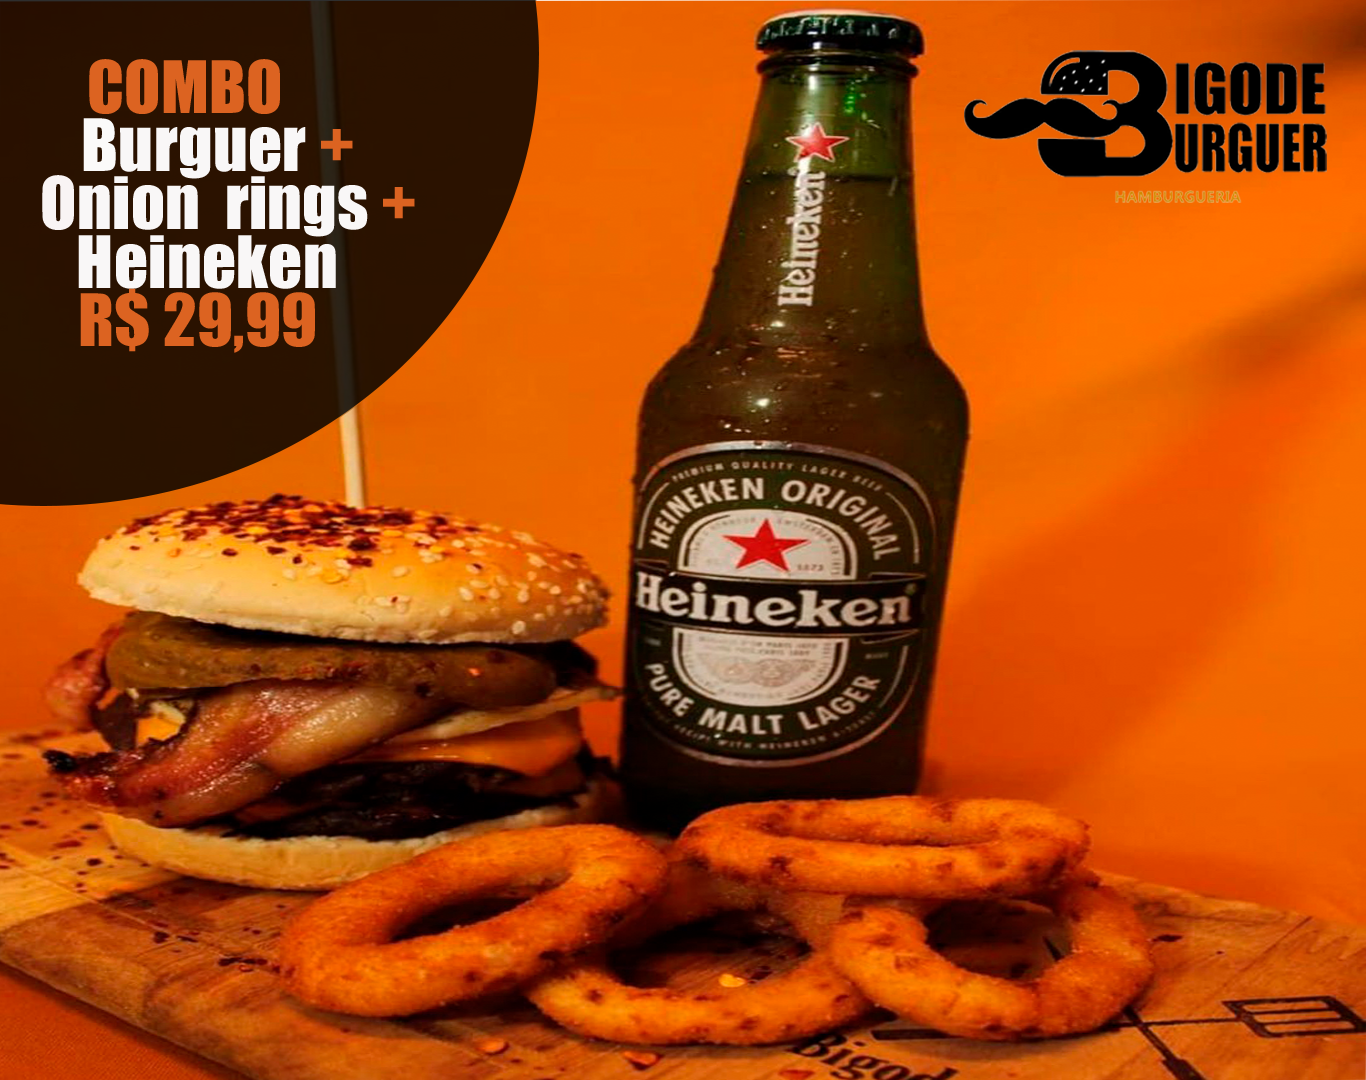 COMBO
Burguer +
Onion rings +
Heineken
R$ 29,99
BIGODE
BURGUER
HAMBURGUERIA
Heineken
PREMIUM QUALITY LAGER BEER
HEINEKEN ORIGINAL
1873
Heineken
PURE MALT LAGER
Bigod